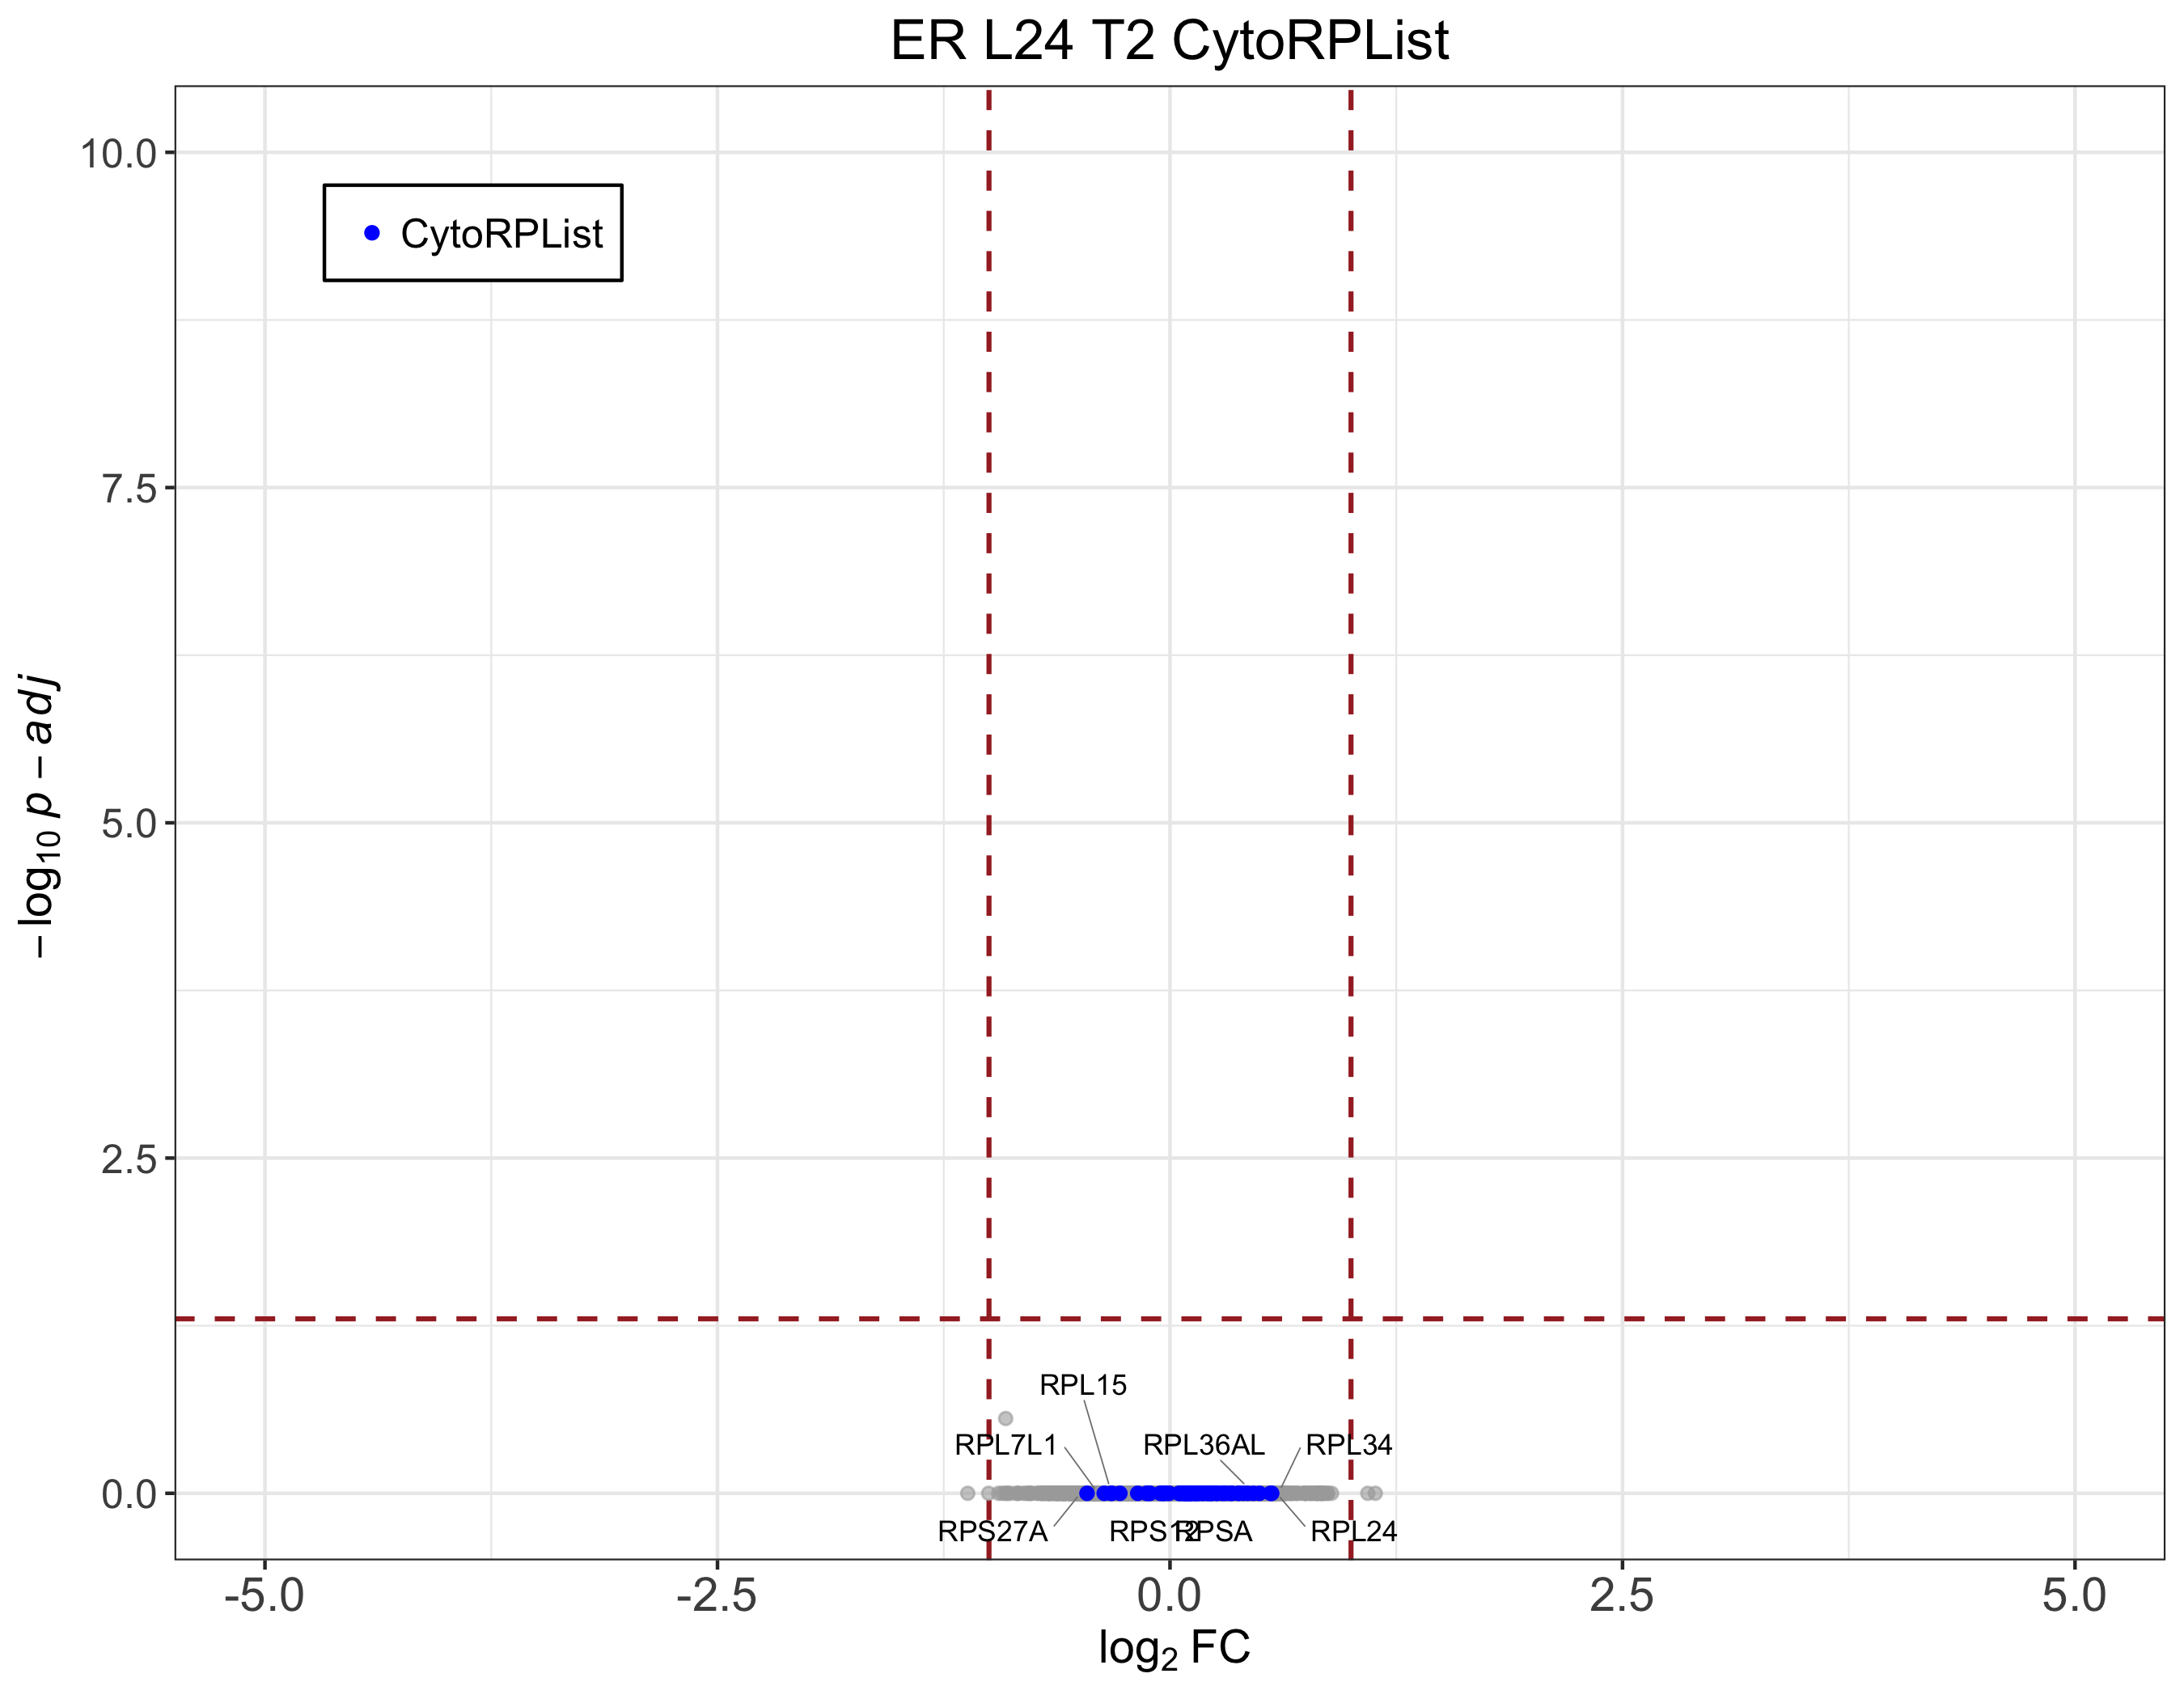 ER L24 T2 CytoRPList
10.0
CytoRPList
7.5
5.0
2.5
0.0
−log10 p − adj
RPL15
RPL7L1 RPL36AL RPL34
RPS27A RPS12 RPSA RPL24
-5.0 -2.5 0.0 2.5 5.0
log2 FC